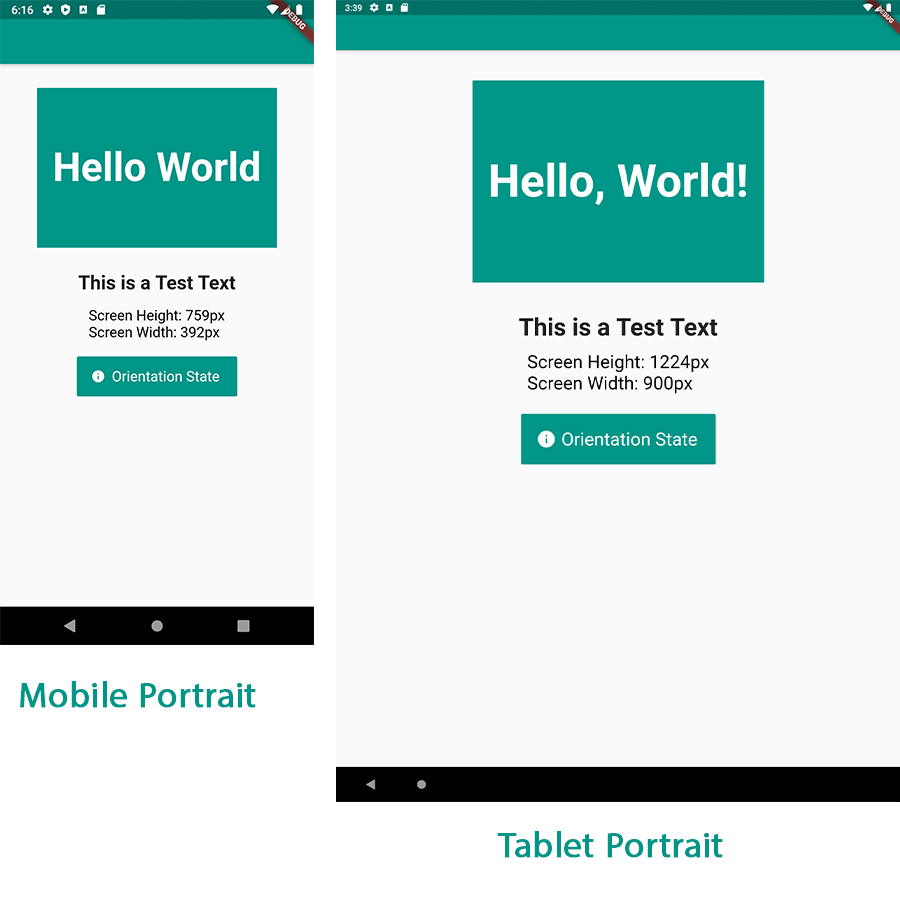 6:16
DEBUG
Hello World
This is a Test Text
Screen Height: 759px
Screen Width: 392px
Orientation State
Mobile Portrait
3:39
DEBUG
Hello, World!
This is a Test Text
Screen Height: 1224px
Screen Width: 900px
Orientation State
Tablet Portrait